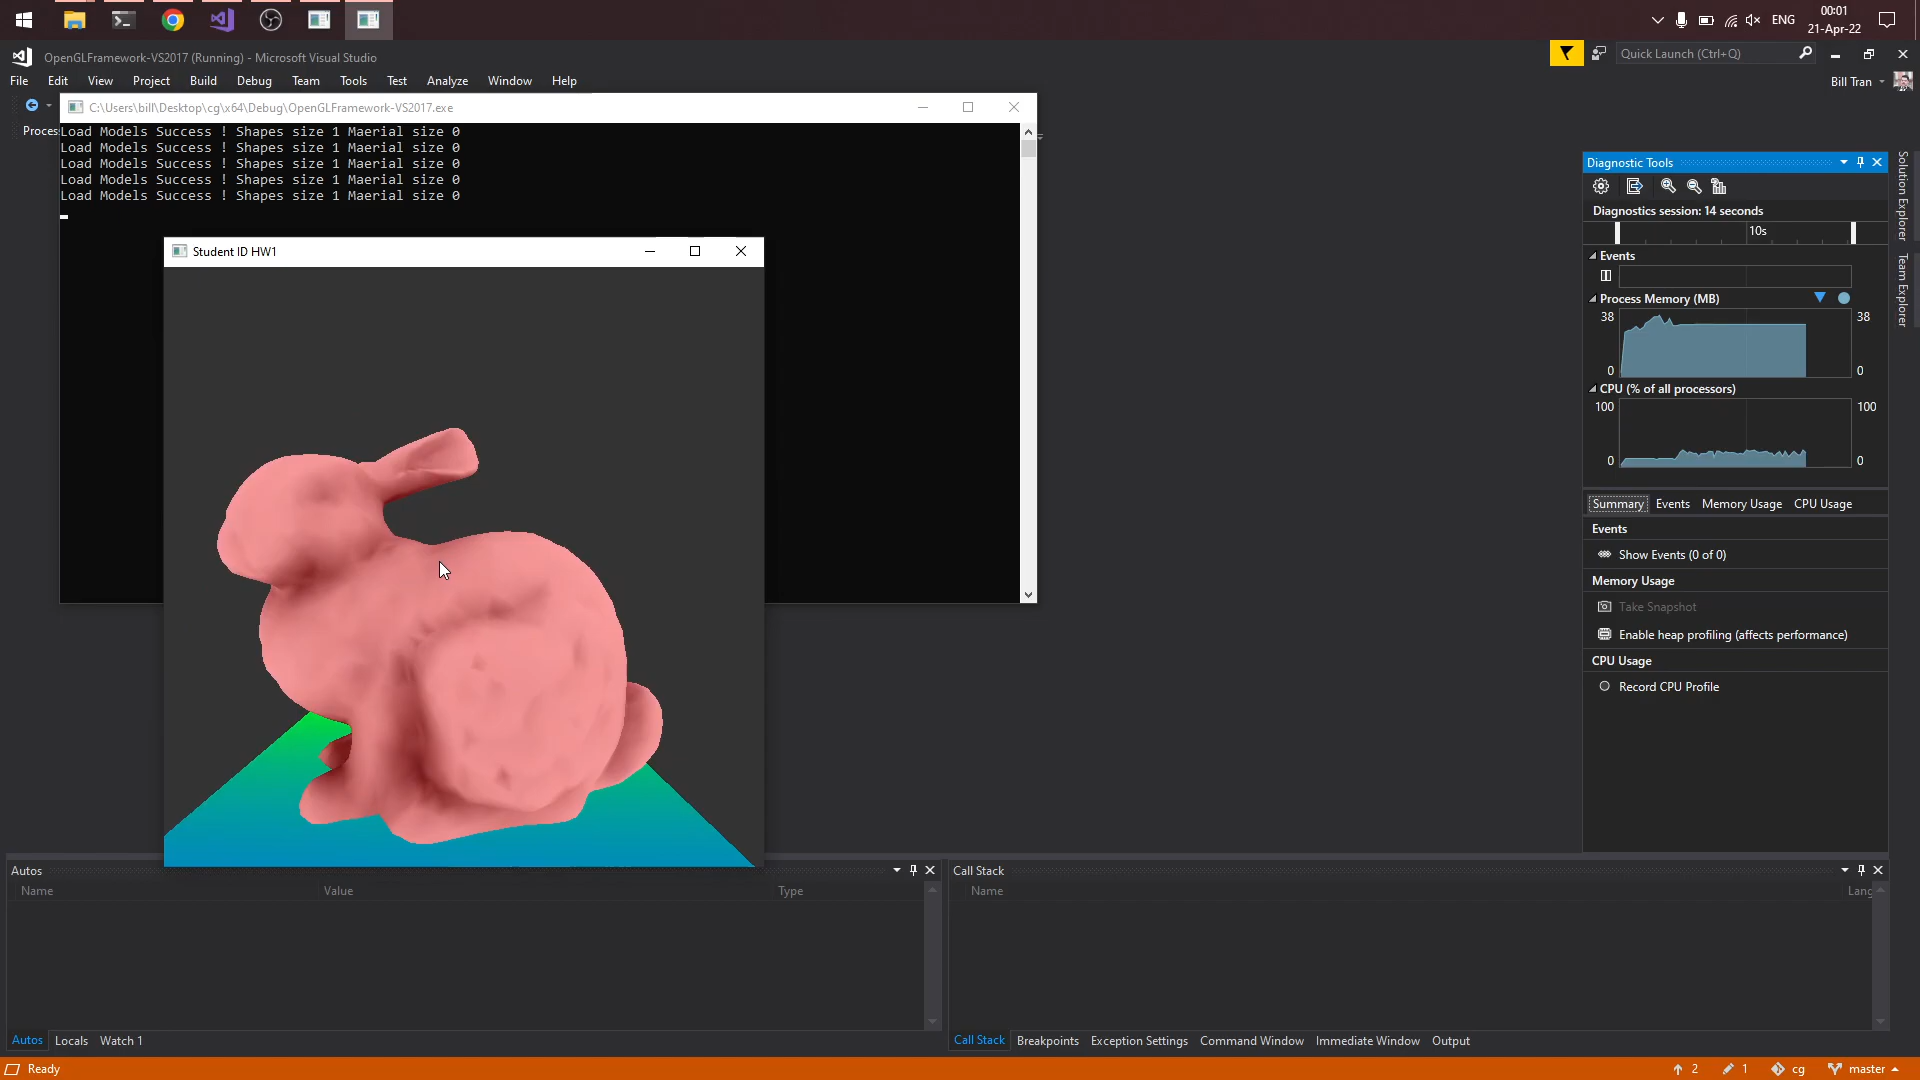 ENG
00:01
21-Apr-22
OpenGLFramework-VS2017 (Running) - Microsoft Visual Studio
Quick Launch (Ctrl+Q)
File Edit View Project Build Debug Team Tools Test Analyze Window Help
Bill Tran
C:\Users\bill\Desktop\cg\x64\Debug\OpenGLFramework-VS2017.exe
Load Models Success ! Shapes size 1 Maerial size 0
Load Models Success ! Shapes size 1 Maerial size 0
Load Models Success ! Shapes size 1 Maerial size 0
Load Models Success ! Shapes size 1 Maerial size 0
Load Models Success ! Shapes size 1 Maerial size 0
Student ID HW1
Diagnostic Tools
Diagnostics session: 14 seconds
10s
Events
Process Memory (MB)
38 38
0 0
CPU (% of all processors)
100 100
0 0
Summary Events Memory Usage CPU Usage
Events
Show Events (0 of 0)
Memory Usage
Take Snapshot
Enable heap profiling (affects performance)
CPU Usage
Record CPU Profile
Solution Explorer
Team Explorer
Autos
Name Value Type
Autos Locals Watch 1
Call Stack
Name Lang
Call Stack Breakpoints Exception Settings Command Window Immediate Window Output
Ready
2 1 cg master